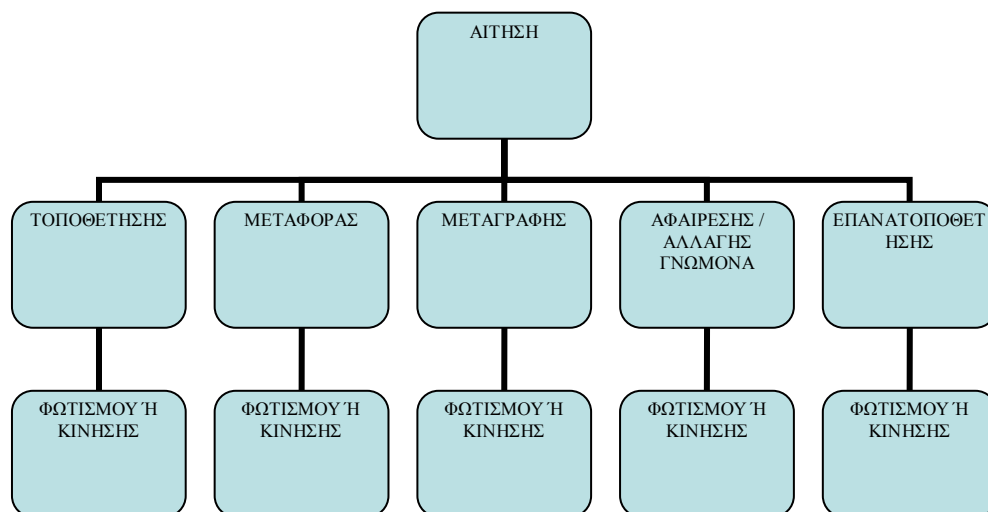 ΑΙΤΗΣΗ
ΤΟΠΟΘΕΤΗΣΗΣ
ΜΕΤΑΦΟΡΑΣ
ΜΕΤΑΓΡΑΦΗΣ
ΑΦΑΙΡΕΣΗΣ /
ΑΛΛΑΓΗΣ
ΓΝΩΜΟΝΑ
ΕΠΑΝΑΤΟΠΟΘΕΤ
ΗΣΗΣ
ΦΩΤΙΣΜΟΥ Ή
ΚΙΝΗΣΗΣ
ΦΩΤΙΣΜΟΥ Ή
ΚΙΝΗΣΗΣ
ΦΩΤΙΣΜΟΥ Ή
ΚΙΝΗΣΗΣ
ΦΩΤΙΣΜΟΥ Ή
ΚΙΝΗΣΗΣ
ΦΩΤΙΣΜΟΥ Ή
ΚΙΝΗΣΗΣ